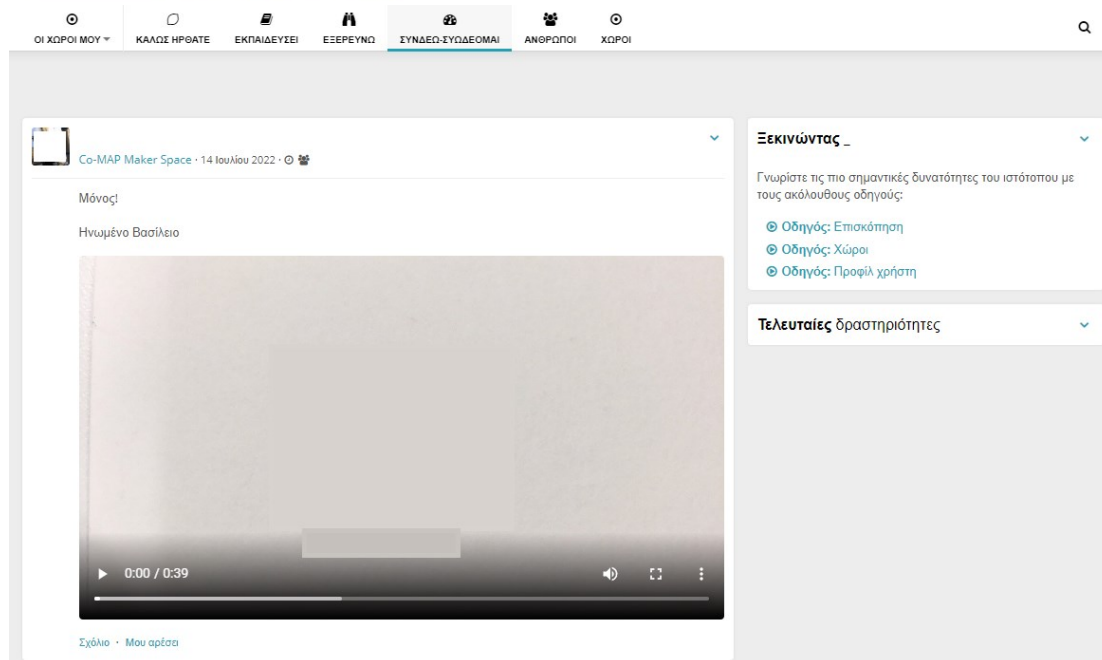 ΟΙ ΧΩΡΟΙ ΜΟΥ ΚΑΛΩΣ ΗΡΘΑΤΕ ΕΚΠΑΙΔΕΥΣΕΙ ΕΞΕΡΕΥΝΩ ΣΥΝΔΕΩ-ΣΥΩΔΕΟΜΑΙ ΑΝΘΡΩΠΟΙ ΧΩΡΟΙ
Co-MAP Maker Space · 14 Ιουλίου 2022 ·
Μόνος!
Ηνωμένο Βασίλειο
0:00 / 0:39
Σχόλιο · Μου αρέσει
Ξεκινώντας _
Γνωρίστε τις πιο σημαντικές δυνατότητες του ιστότοπου με
τους ακόλουθους οδηγούς:
Οδηγός: Επισκόπηση
Οδηγός: Χώροι
Οδηγός: Προφίλ χρήστη
Τελευταίες δραστηριότητες